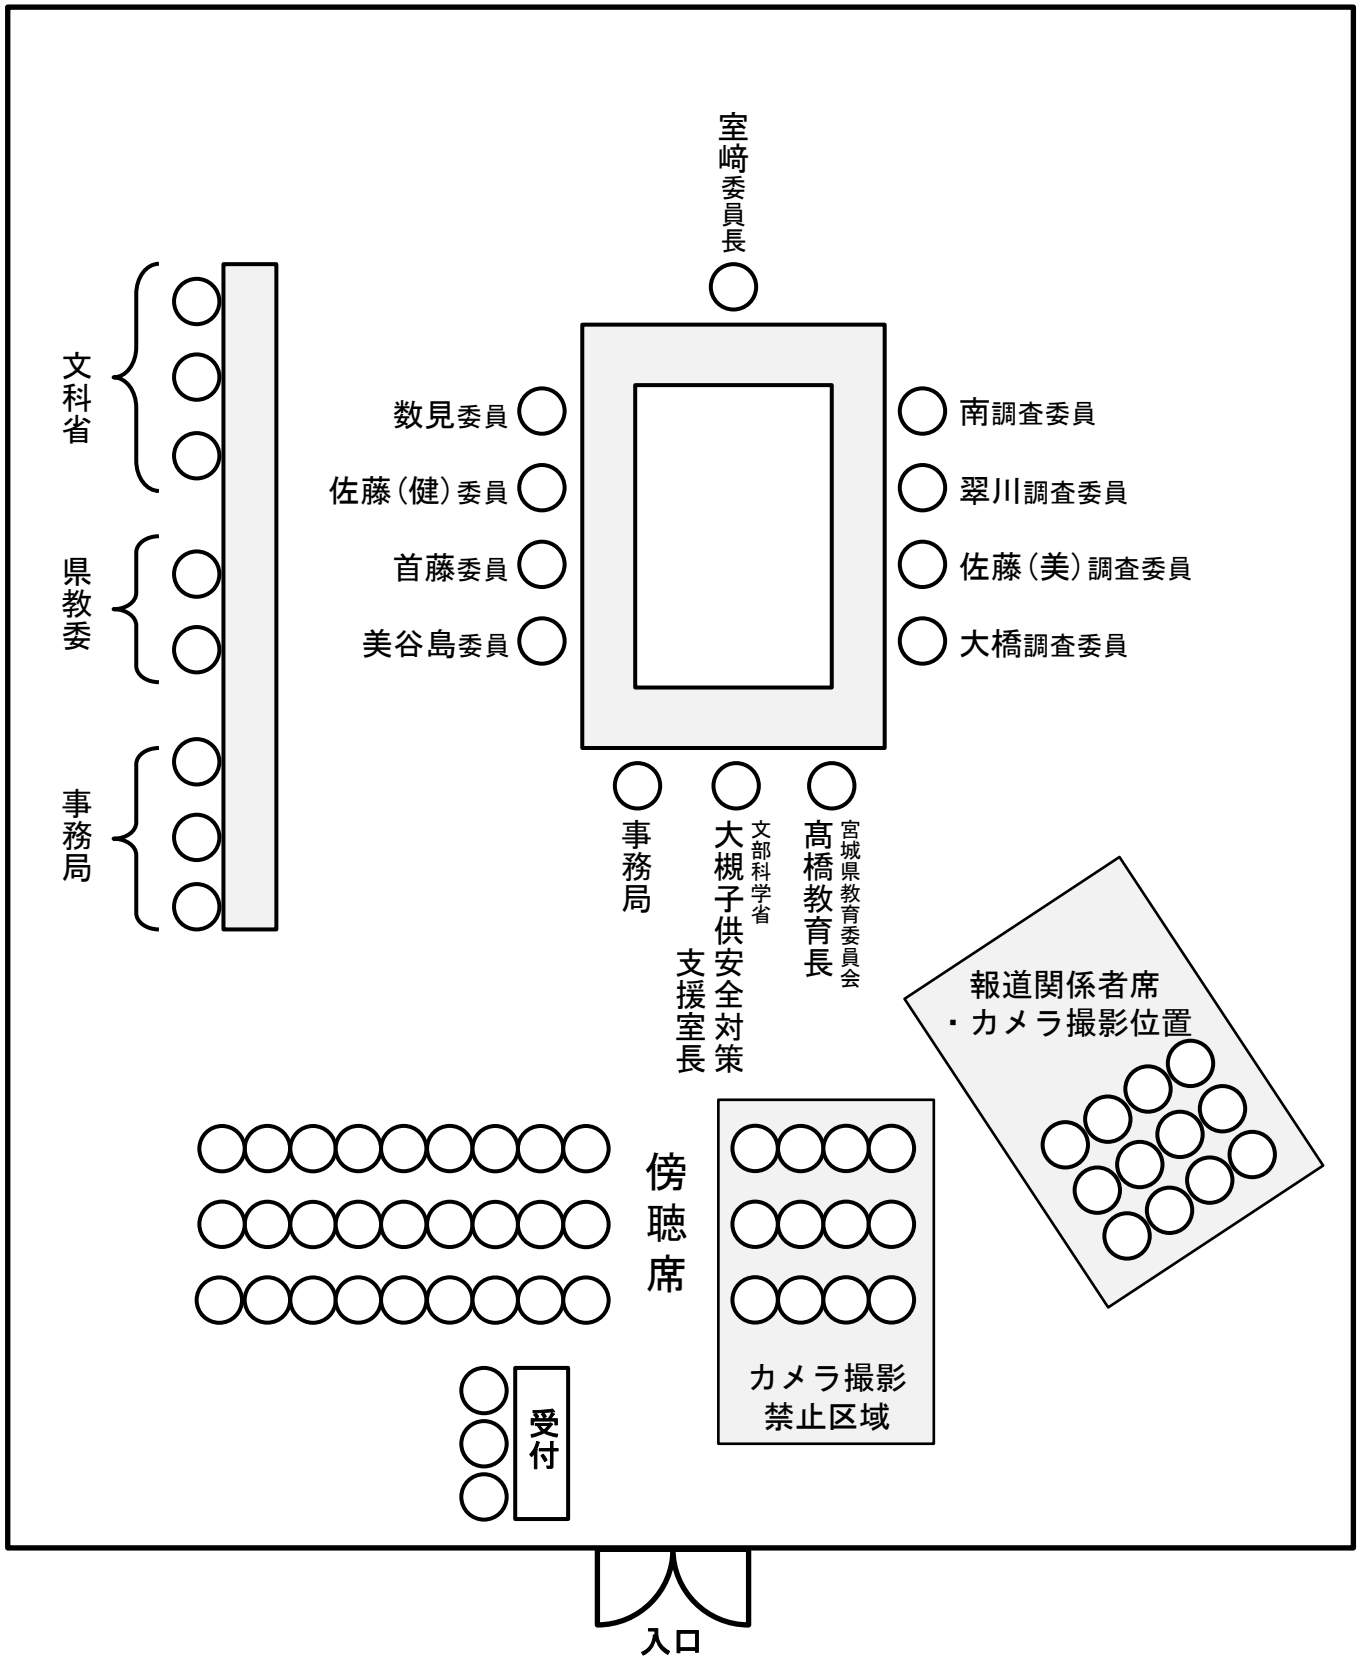 室﨑委員長
文科省
県教委
事務局
数見委員
佐藤（健）委員
首藤委員
美谷島委員
南調査委員
翠川調査委員
佐藤（美）調査委員
大橋調査委員
宮城県教育委員会
髙橋教育長
文部科学省
大槻子供安全対策
支援室長
事務局
報道関係者席
・カメラ撮影位置
傍聴席
カメラ撮影
禁止区域
受付
入口